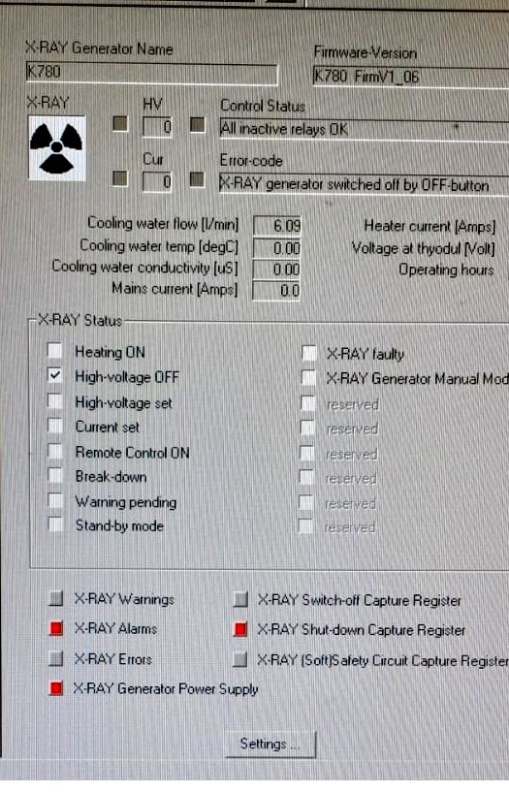 X-RAY Generator Name
Firmware-Version
K780
K780 FirmV1_06
X-RAY
HV
Control Status
0
All inactive relays OK
Cur
Error-code
0
X-RAY generator switched off by OFF-button
Cooling water flow [l/min] 6.09 Heater current [Amps]
Cooling water temp [degC] 0.00 Voltage at thyodul [Volt]
Cooling water conductivity [uS] 0.00 Operating hours
Mains current [Amps] 0.0
X-RAY Status
Heating ON
High-voltage OFF
High-voltage set
Current set
Remote Control ON
Break-down
Warning pending
Stand-by mode
X-RAY faulty
X-RAY Generator Manual Mod
reserved
reserved
reserved
reserved
reserved
reserved
X-RAY Warnings
X-RAY Alarms
X-RAY Errors
X-RAY Generator Power Supply
X-RAY Switch-off Capture Register
X-RAY Shut-down Capture Register
X-RAY (Soft)Safety Circuit Capture Register
Settings ...